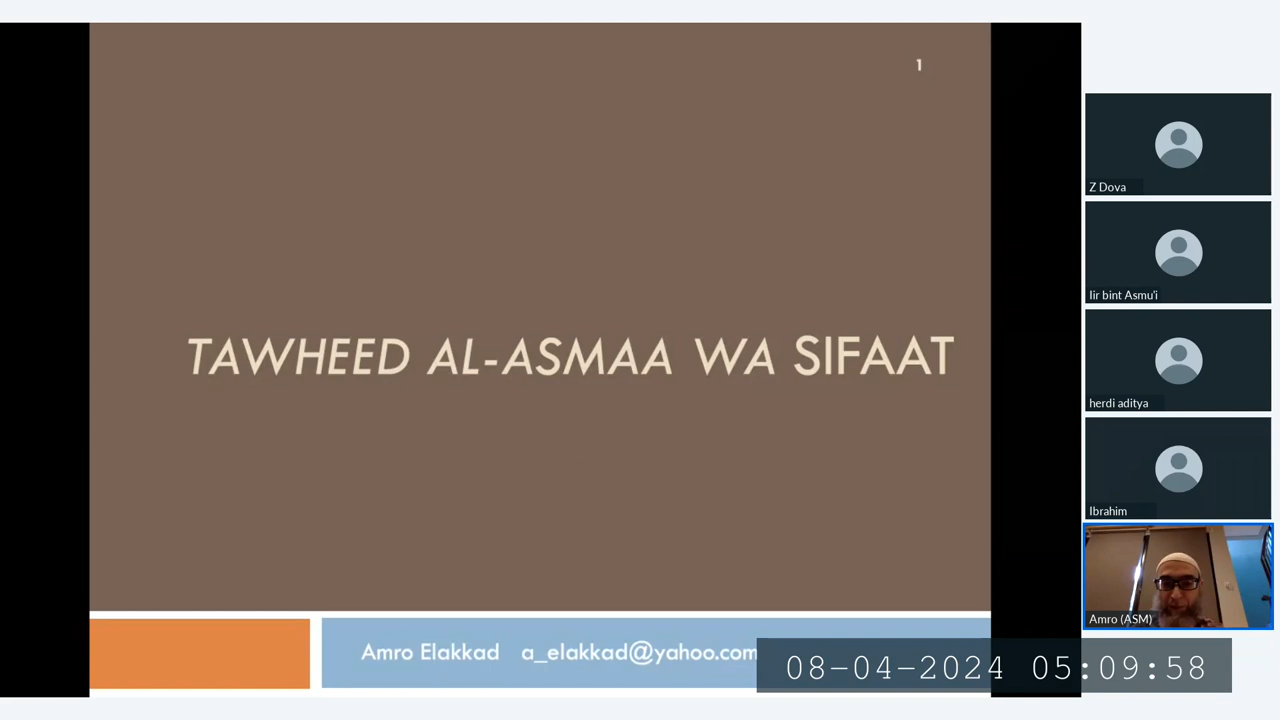 1
TAWHEED AL-ASMAA WA SIFAAT
Amro Elakkad a_elakkad@yahoo.com
08-04-2024 05:09:58
Z Dova
Iir bint Asmu'i
herdi aditya
Ibrahim
Amro (ASM)